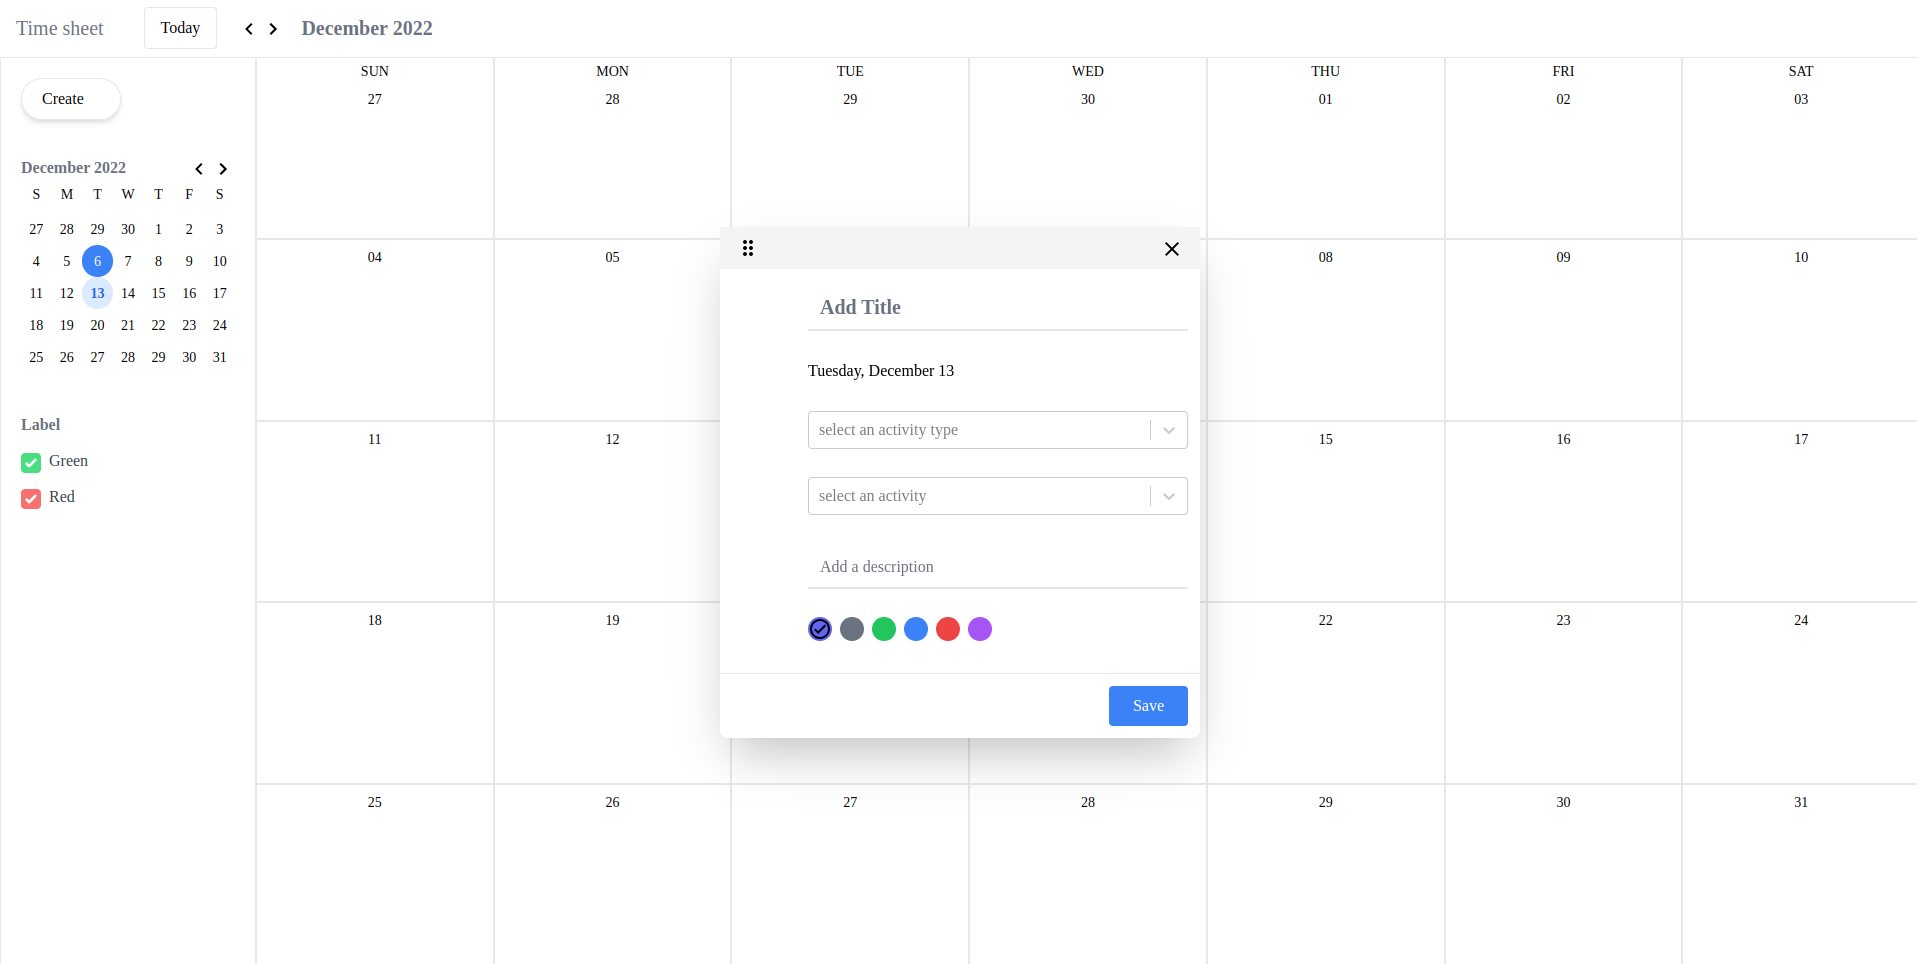 Time sheet Today December 2022
Create
December 2022
S M T W T F S
27 28 29 30 1 2 3
4 5 6 7 8 9 10
11 12 13 14 15 16 17
18 19 20 21 22 23 24
25 26 27 28 29 30 31
Label
Green
Red
SUN MON TUE WED THU FRI SAT
27 28 29 30 01 02 03
04 05 08 09 10
11 12 15 16 17
18 19 22 23 24
25 26 27 28 29 30 31
Add Title
Tuesday, December 13
select an activity type
select an activity
Add a description
Save